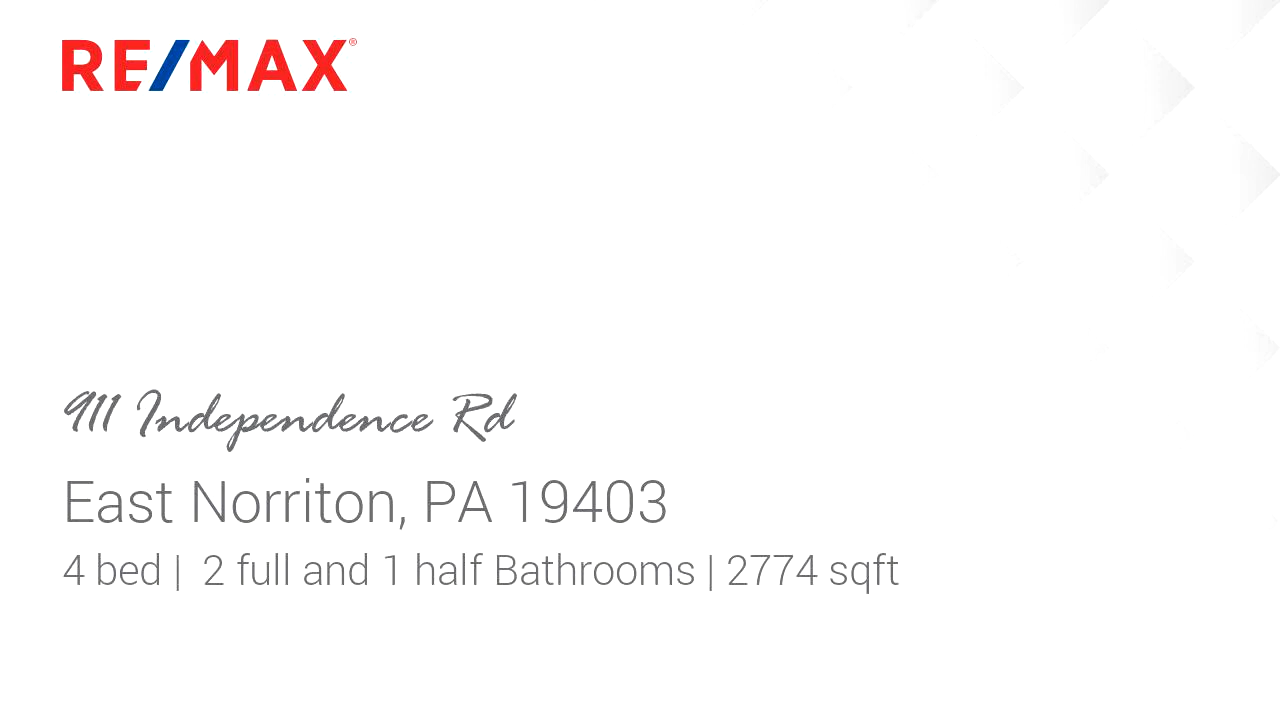 RE/MAX®
911 Independence Rd
East Norriton, PA 19403
4 bed | 2 full and 1 half Bathrooms | 2774 sqft